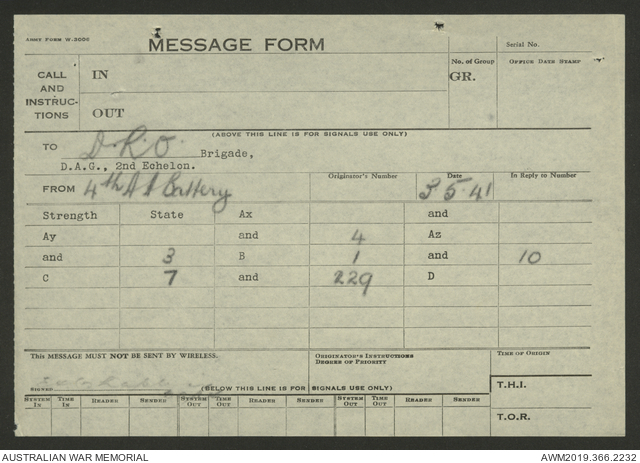 ARMY FORM W.3000
MESSAGE FORM
Serial No.
CALL AND INSTRUCTIONS
IN
OUT
No. of Group
GR.
OFFICE DATE STAMP
(ABOVE THIS LINE IS FOR SIGNALS USE ONLY)
TO D.R.O. Brigade,
D.A.G., 2nd Echelon.
FROM 4th A A Battery
Originator's Number
Date
3 5 41
In Reply to Number
Strength State Ax and
Ay and 4 Az
and 3 B 1 and 10
C 7 and 229 D
This MESSAGE MUST NOT BE SENT BY WIRELESS.
ORIGINATOR'S INSTRUCTIONS
DEGREE OF PRIORITY
TIME OF ORIGIN
SIGNED
(BELOW THIS LINE IS FOR SIGNALS USE ONLY)
T.H.I.
SYSTEM IN TIME IN READER SENDER SYSTEM OUT TIME OUT READER SENDER SYSTEM OUT TIME OUT READER SENDER
T.O.R.
AUSTRALIAN WAR MEMORIAL
AWM2019.366.2232